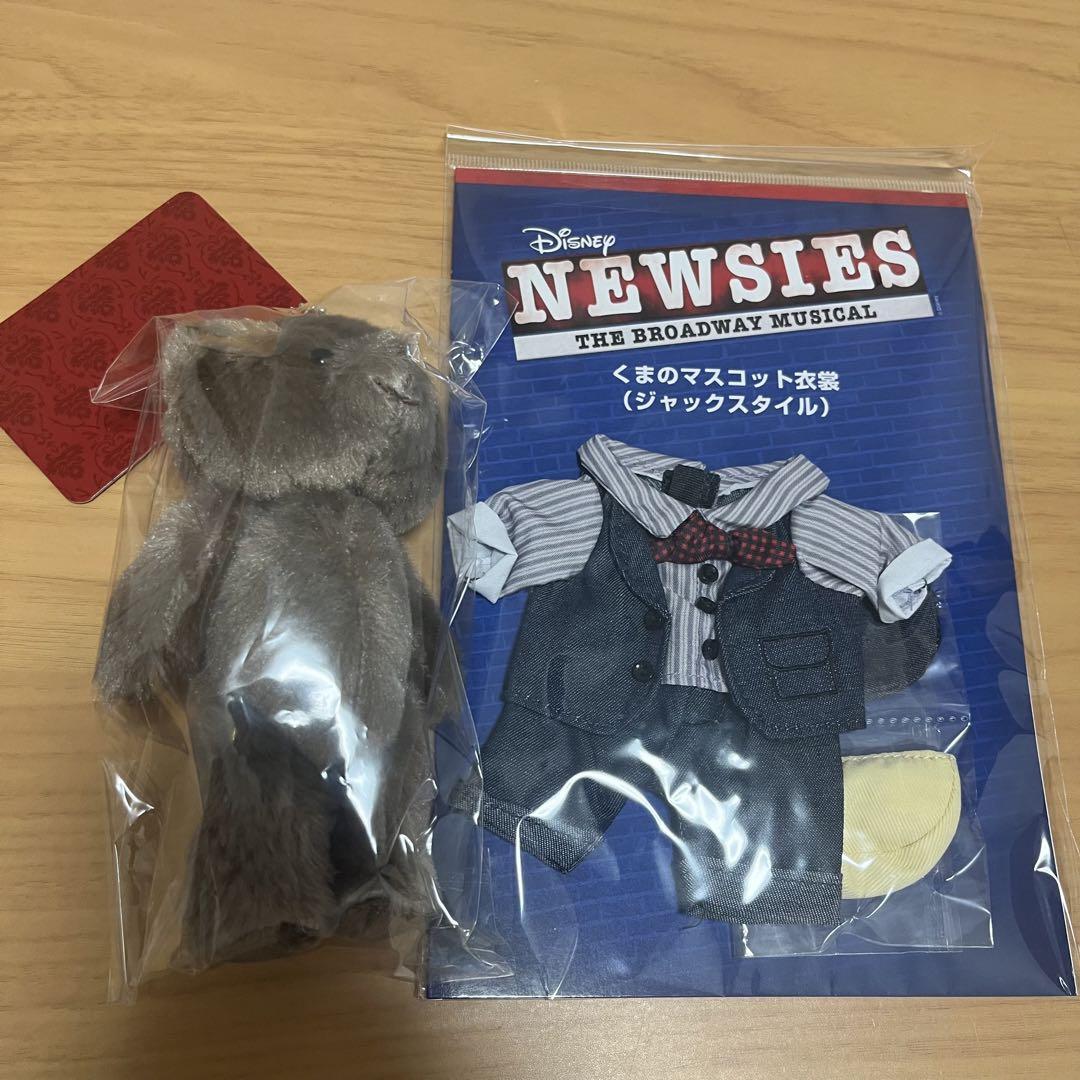 Disney
NEWSIES
THE BROADWAY MUSICAL
くまのマスコット衣裳
(ジャックスタイル)